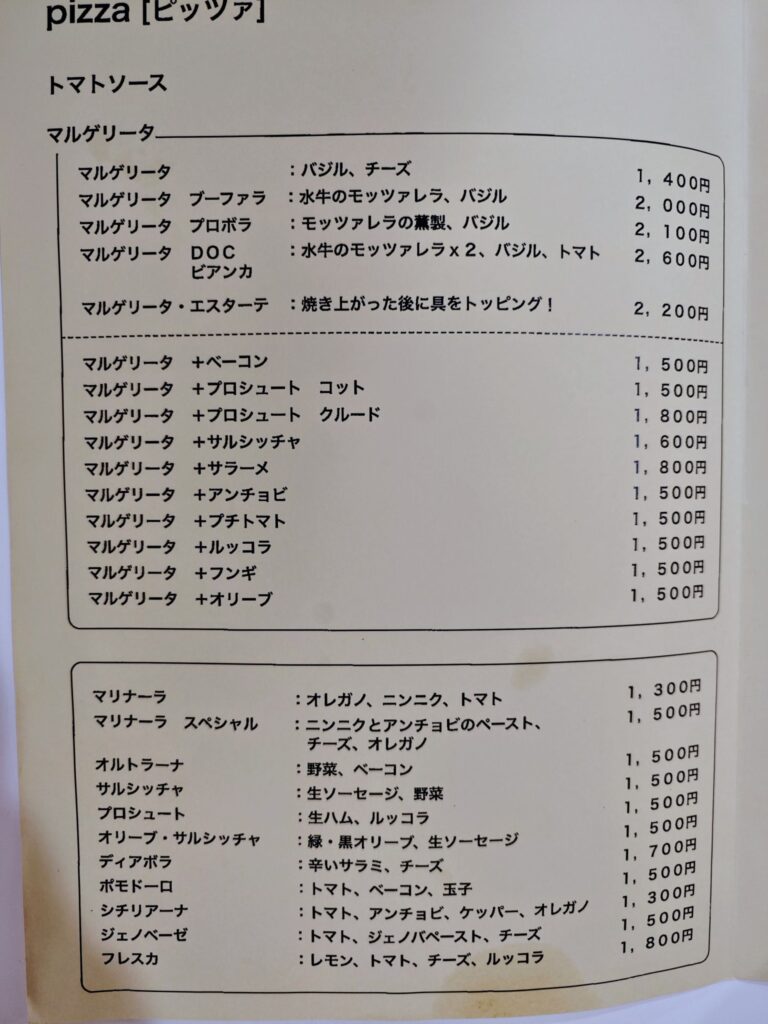 pizza [ピッツァ]
トマトソース
マルゲリータ
マルゲリータ ：バジル、チーズ 1，400円
マルゲリータ ブーファラ ：水牛のモッツァレラ、バジル 2，000円
マルゲリータ プロボラ ：モッツァレラの薫製、バジル 2，100円
マルゲリータ DOC ：水牛のモッツァレラx2、バジル、トマト 2，600円
ビアンカ
マルゲリータ・エスターテ ：焼き上がった後に具をトッピング！ 2，200円
マルゲリータ ＋ベーコン 1，500円
マルゲリータ ＋プロシュート コット 1，500円
マルゲリータ ＋プロシュート クルード 1，800円
マルゲリータ ＋サルシッチャ 1，600円
マルゲリータ ＋サラーメ 1，800円
マルゲリータ ＋アンチョビ 1，500円
マルゲリータ ＋プチトマト 1，500円
マルゲリータ ＋ルッコラ 1，500円
マルゲリータ ＋フンギ 1，500円
マルゲリータ ＋オリーブ 1，500円
マリナーラ ：オレガノ、ニンニク、トマト 1，300円
マリナーラ スペシャル ：ニンニクとアンチョビのペースト、 1，500円
チーズ、オレガノ
オルトラーナ ：野菜、ベーコン 1，500円
サルシッチャ ：生ソーセージ、野菜 1，500円
プロシュート ：生ハム、ルッコラ 1，500円
オリーブ・サルシッチャ ：緑・黒オリーブ、生ソーセージ 1，500円
ディアボラ ：辛いサラミ、チーズ 1，700円
ポモドーロ ：トマト、ベーコン、玉子 1，500円
シチリアーナ ：トマト、アンチョビ、ケッパー、オレガノ 1，300円
ジェノベーゼ ：トマト、ジェノバペースト、チーズ 1，500円
フレスカ ：レモン、トマト、チーズ、ルッコラ 1，800円